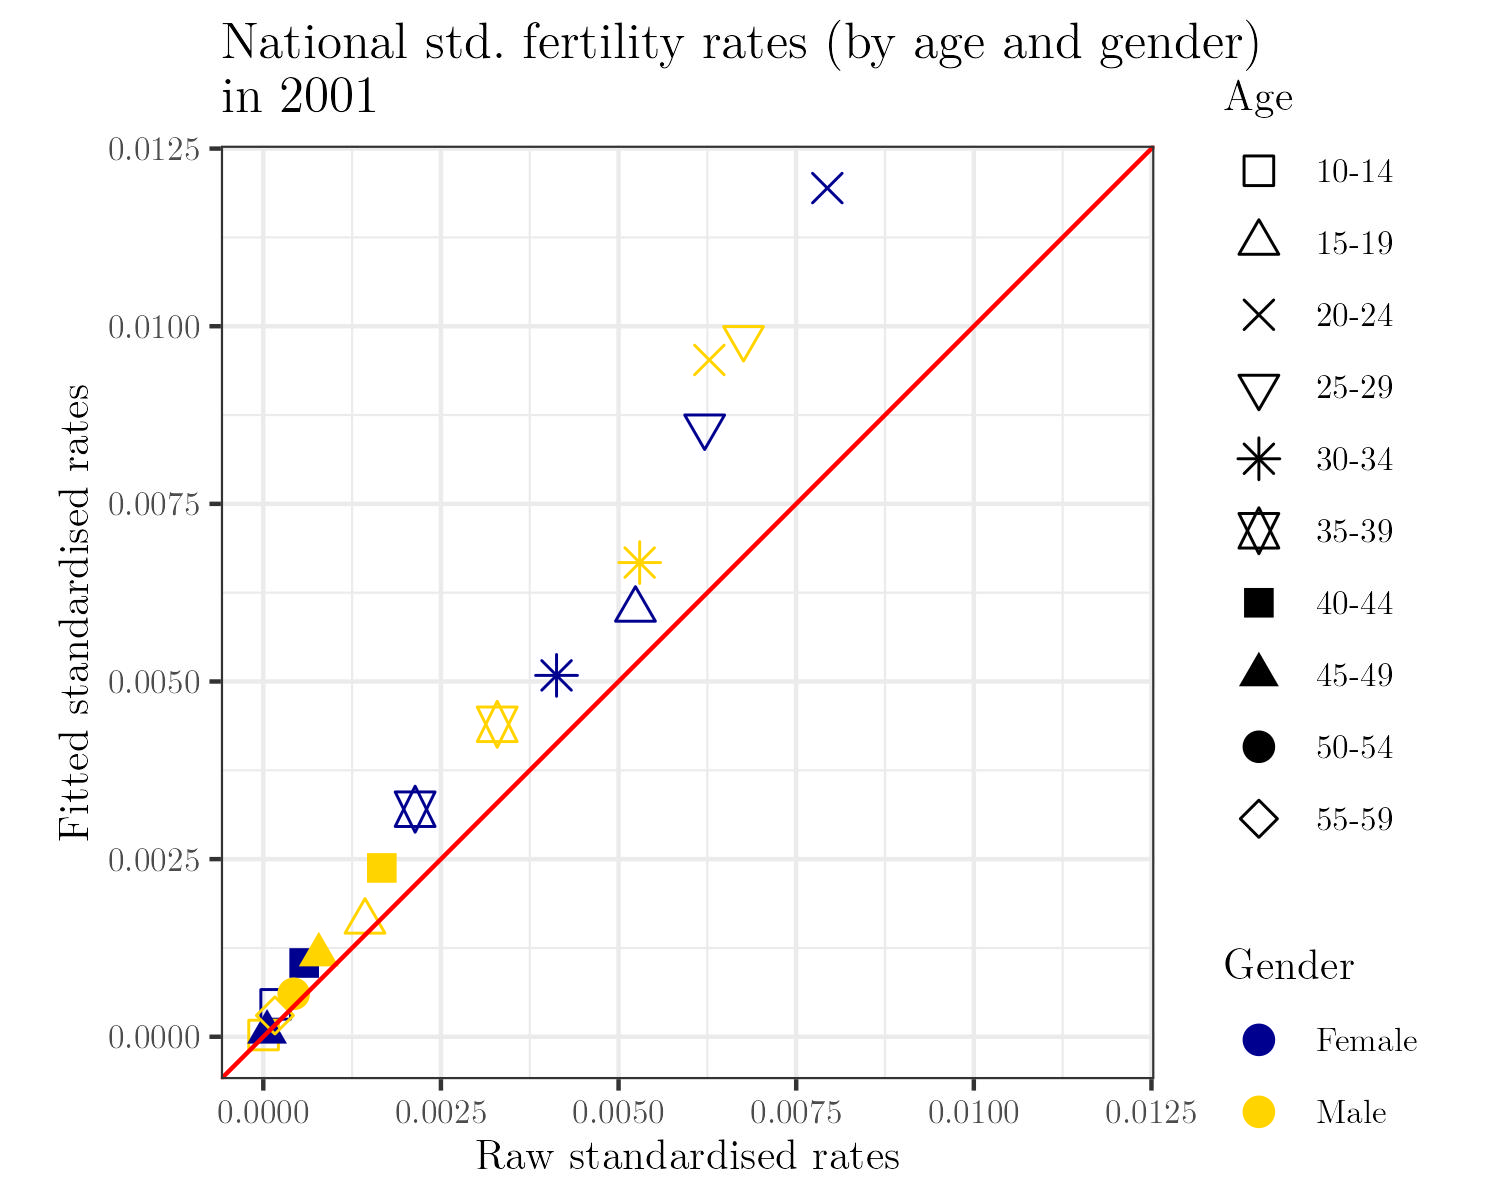 National std. fertility rates (by age and gender)
in 2001
Age
10-14
15-19
20-24
25-29
30-34
35-39
40-44
45-49
50-54
55-59
Gender
Female
Male
Fitted standardised rates
0.0125
0.0100
0.0075
0.0050
0.0025
0.0000
0.0000 0.0025 0.0050 0.0075 0.0100 0.0125
Raw standardised rates